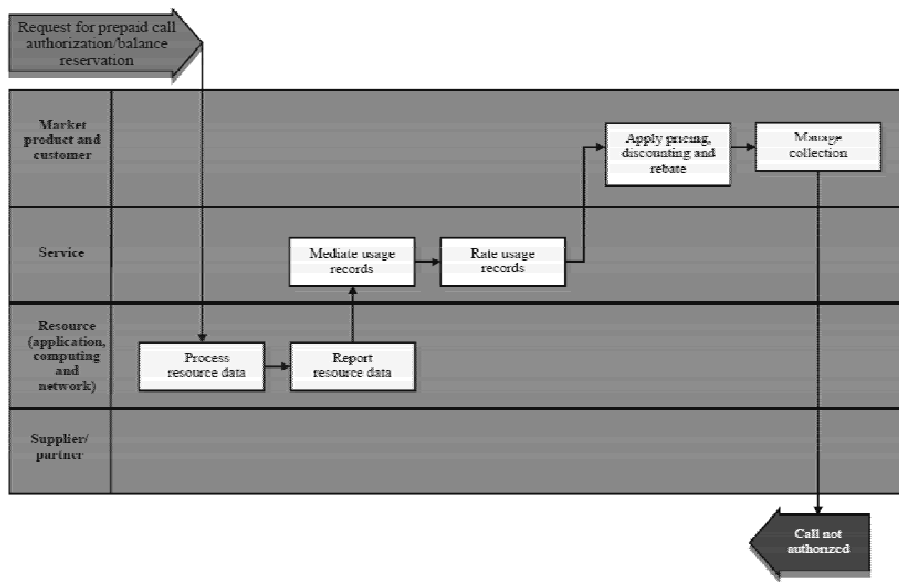 Request for prepaid call
authorization/balance
reservation
Market
product and
customer
Apply pricing,
discounting and
rebate
Manage
collection
Service
Mediate usage
records
Rate usage
records
Resource
(application,
computing
and
network)
Process
resource data
Report
resource data
Supplier/
partner
Call not
authorized